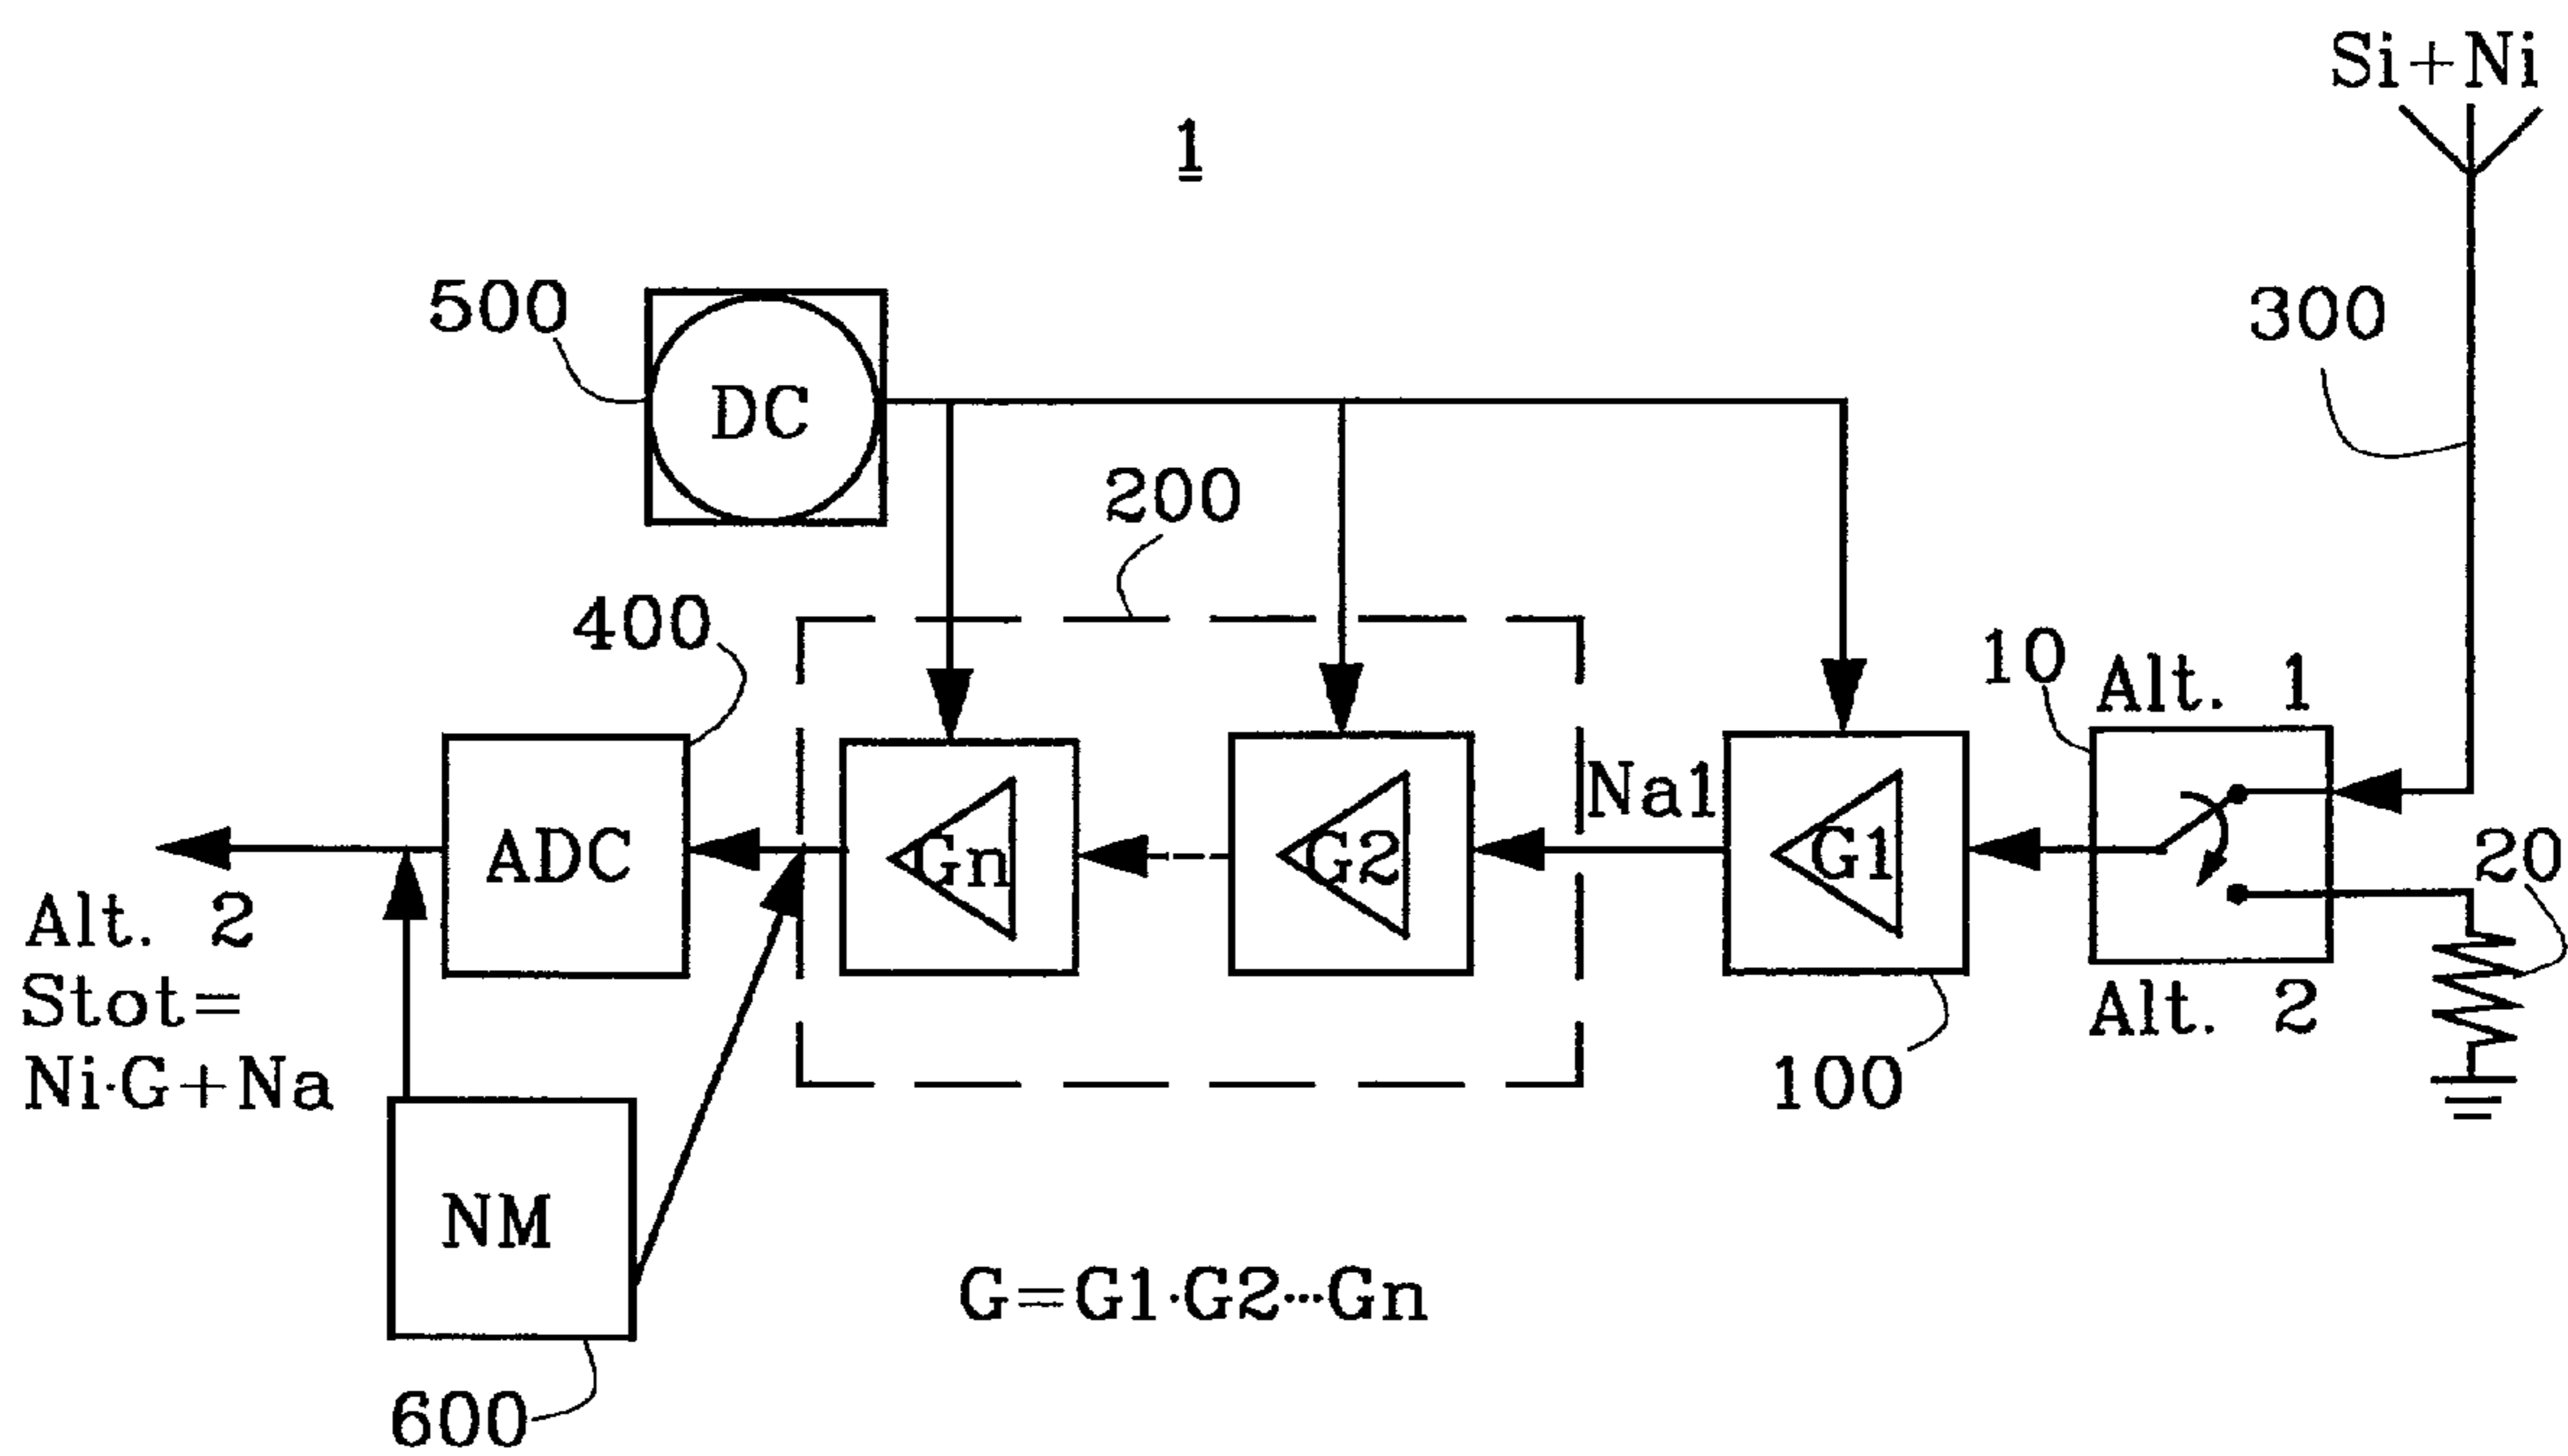 Si+Ni
1
500
DC
300
200
400
10
Alt. 1
Na1
ADC
Gn
G2
G1
20
Alt. 2
Stot=
Ni·G+Na
Alt. 2
100
NM
G=G1·G2···Gn
600